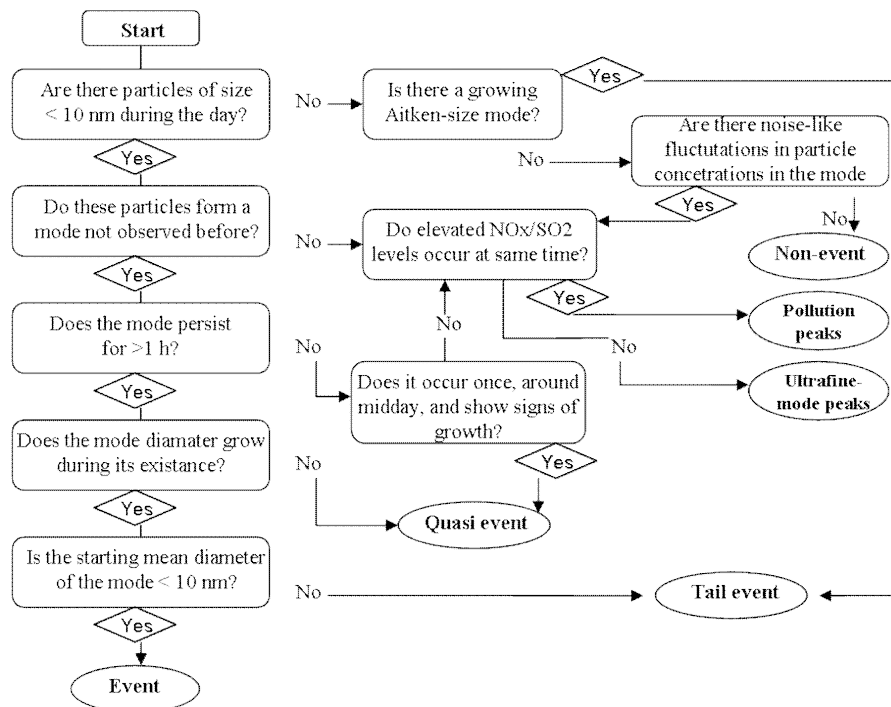 Start
Are there particles of size
< 10 nm during the day?
No
Is there a growing
Aitken-size mode?
Yes
Yes
No
Are there noise-like
fluctutations in particle
concetrations in the mode
Do these particles form a
mode not observed before?
No
Do elevated NOx/SO2
levels occur at same time?
Yes
No
Non-event
Yes
Yes
Pollution
peaks
Does the mode persist
for >1 h?
No
No
No
Ultrafine-
mode peaks
Yes
Does it occur once, around
midday, and show signs of
growth?
Does the mode diamater grow
during its existance?
No
Yes
Yes
Quasi event
Is the starting mean diameter
of the mode < 10 nm?
No
Tail event
Yes
Event